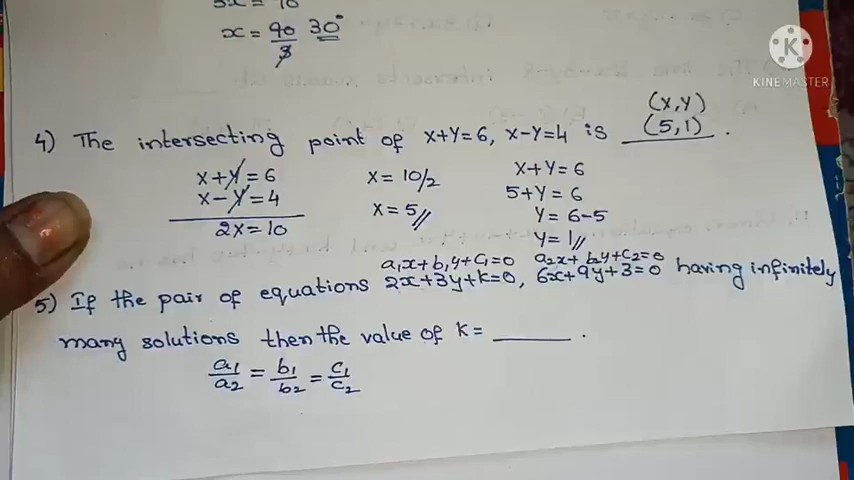 x = 90/3 30°
KINEMASTER
4) The intersecting point of x+y=6, x-y=4 is (x,y) (5,1) .
x+y=6 x=10/2 x+y=6
x-y=4 5+y=6
x=5// y=6-5
2x=10 y=1//
a1x+b1y+c1=0 a2x+b2y+c2=0
5) If the pair of equations 2x+3y+k=0, 6x+9y+3=0 having infinitely
many solutions then the value of k= ______ .
a1/a2 = b1/b2 = c1/c2